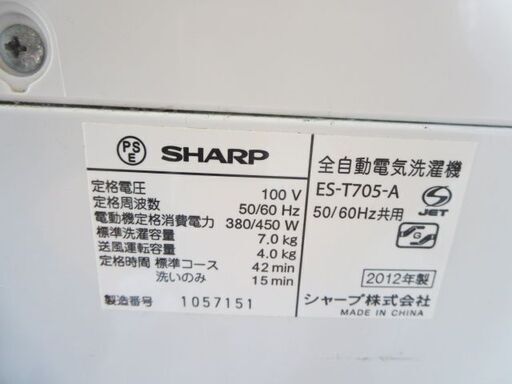 PS
E
SHARP
定格電圧 100 V
定格周波数 50/60 Hz
電動機定格消費電力 380/450 W
標準洗濯容量 7.0 kg
送風運転容量 4.0 kg
定格時間 標準コース 42 min
洗いのみ 15 min
製造番号 1057151
全自動電気洗濯機
ES-T705-A
50/60Hz共用
JET
G
2012年製
シャープ株式会社
MADE IN CHINA